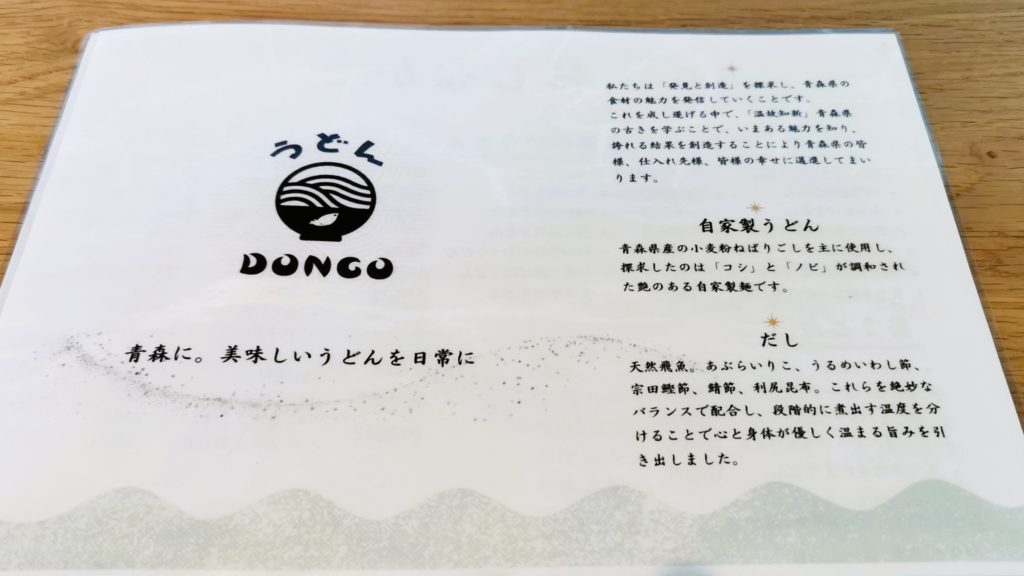 うどん
DONGO
青森に。美味しいうどんを日常に
私たちは「発見と創造」を探求し、青森県の
食材の魅力を発信していくことです。
これを成し遂げる中で、「温故知新」青森県
の古きを学ぶことで、いまある魅力を知り、
誇れる結果を創造することにより青森県の皆
様、仕入れ先様、皆様の幸せに邁進してまい
ります。
自家製うどん
青森県産の小麦粉ねばりごしを主に使用し、
探求したのは「コシ」と「ノビ」が調和され
た艶のある自家製麺です。
だし
天然飛魚。あぶらいりこ、うるめいわし節、
宗田鰹節、鯖節、利尻昆布。これらを絶妙な
バランスで配合し、段階的に煮出す温度を分
けることで心と身体が優しく温まる旨みを引
き出しました。